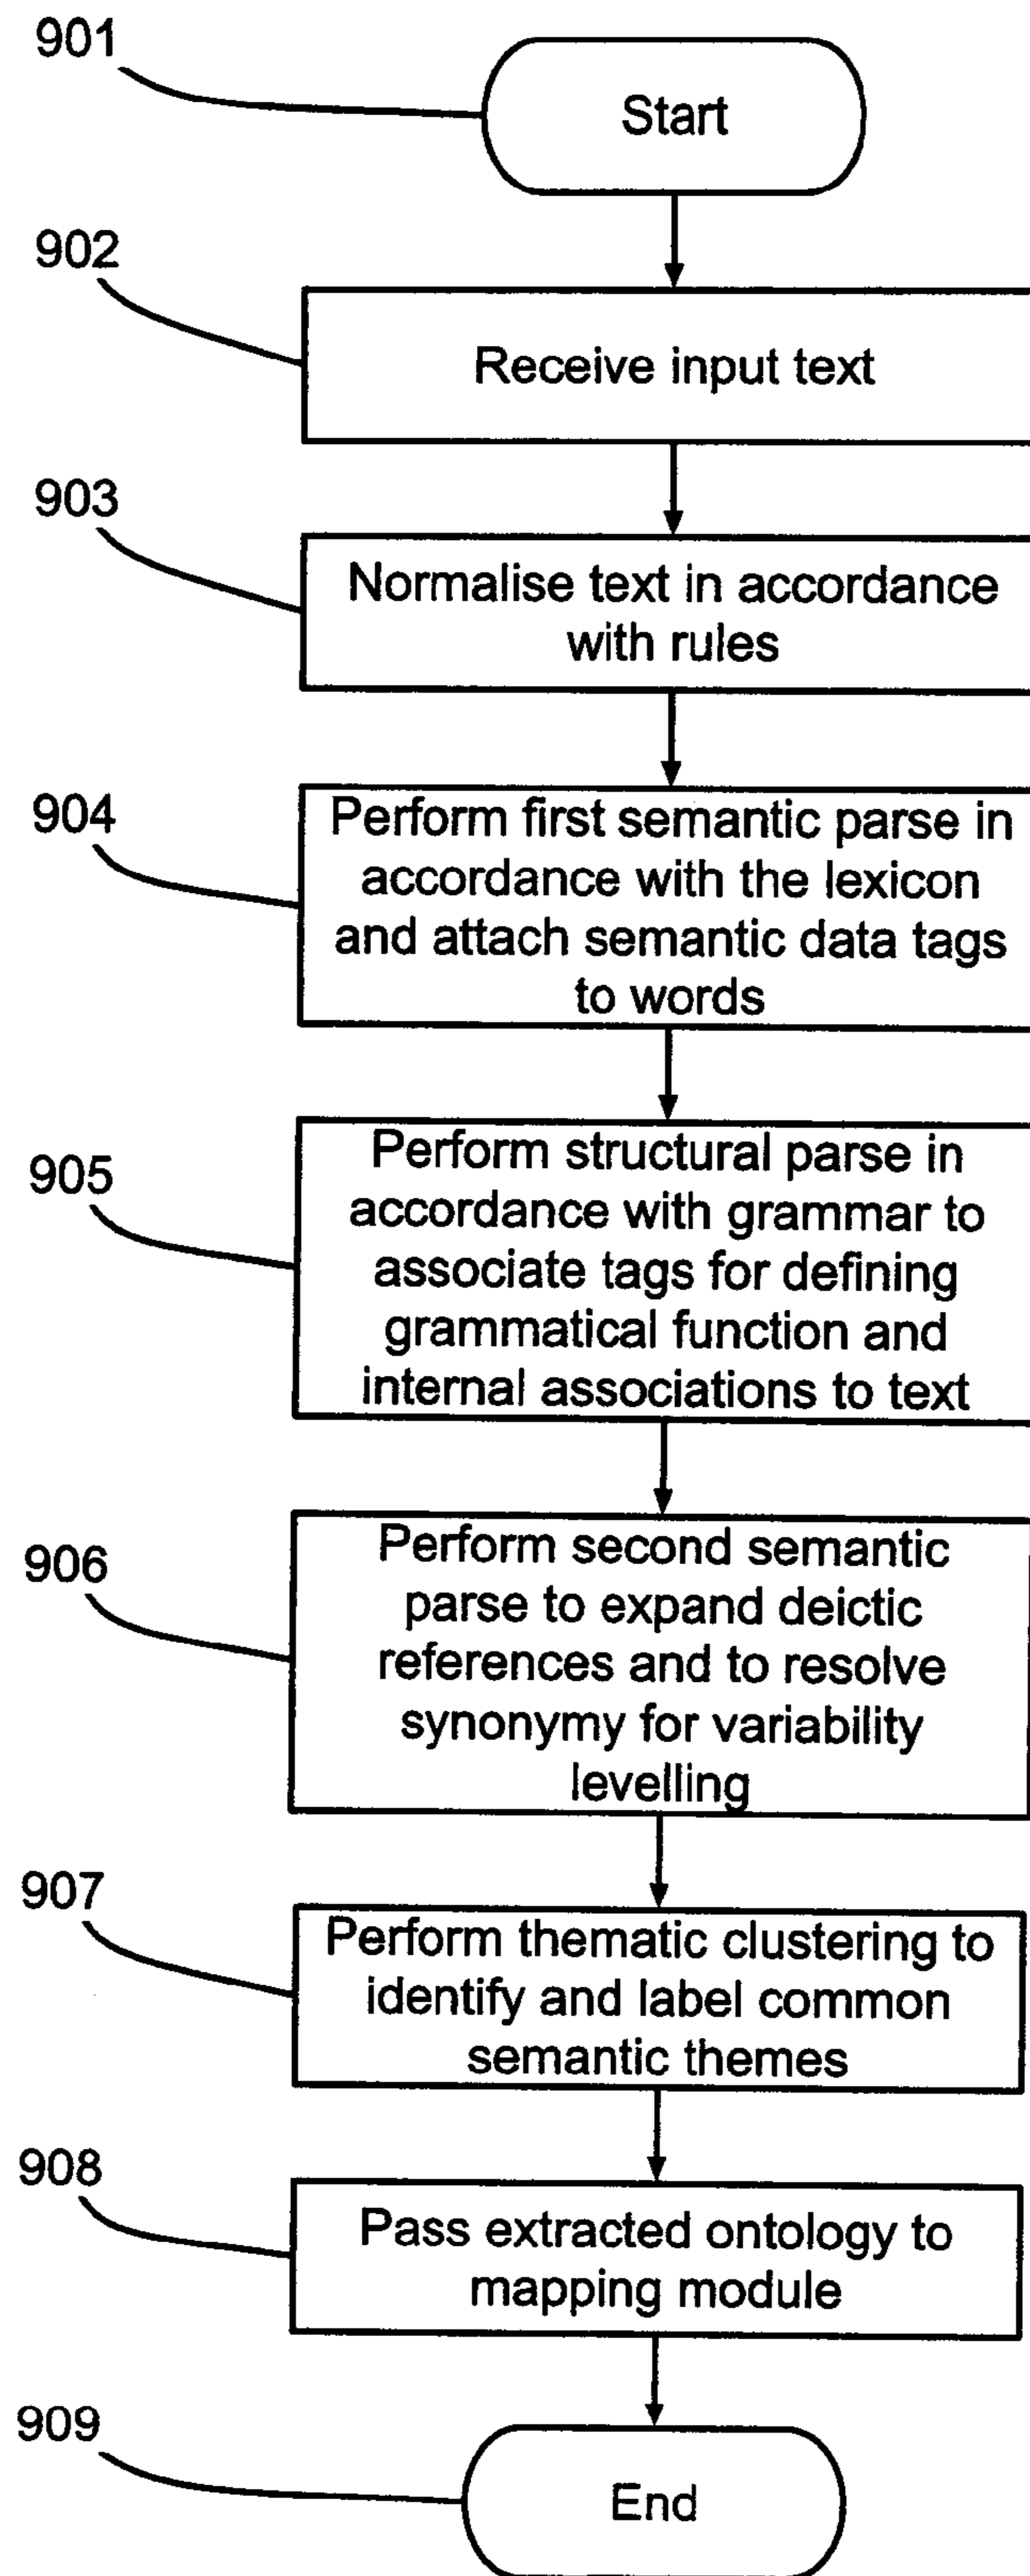 901
Start
902
Receive input text
903
Normalise text in accordance
with rules
904
Perform first semantic parse in
accordance with the lexicon
and attach semantic data tags
to words
905
Perform structural parse in
accordance with grammar to
associate tags for defining
grammatical function and
internal associations to text
906
Perform second semantic
parse to expand deictic
references and to resolve
synonymy for variability
levelling
907
Perform thematic clustering to
identify and label common
semantic themes
908
Pass extracted ontology to
mapping module
909
End